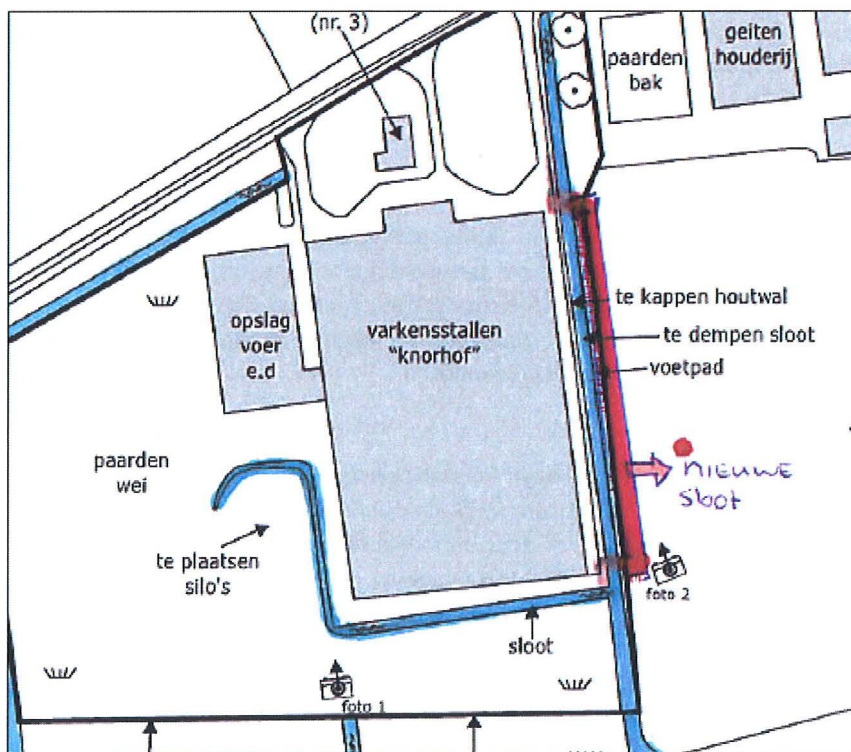 (nr. 3)
paarden
bak
geiten
houderij
te kappen houtwal
opslag
voer
e.d
varkensstallen
"knorhof"
te dempen sloot
voetpad
paarden
wei
NIEUWE
sloot
te plaatsen
silo's
foto 2
sloot
foto 1